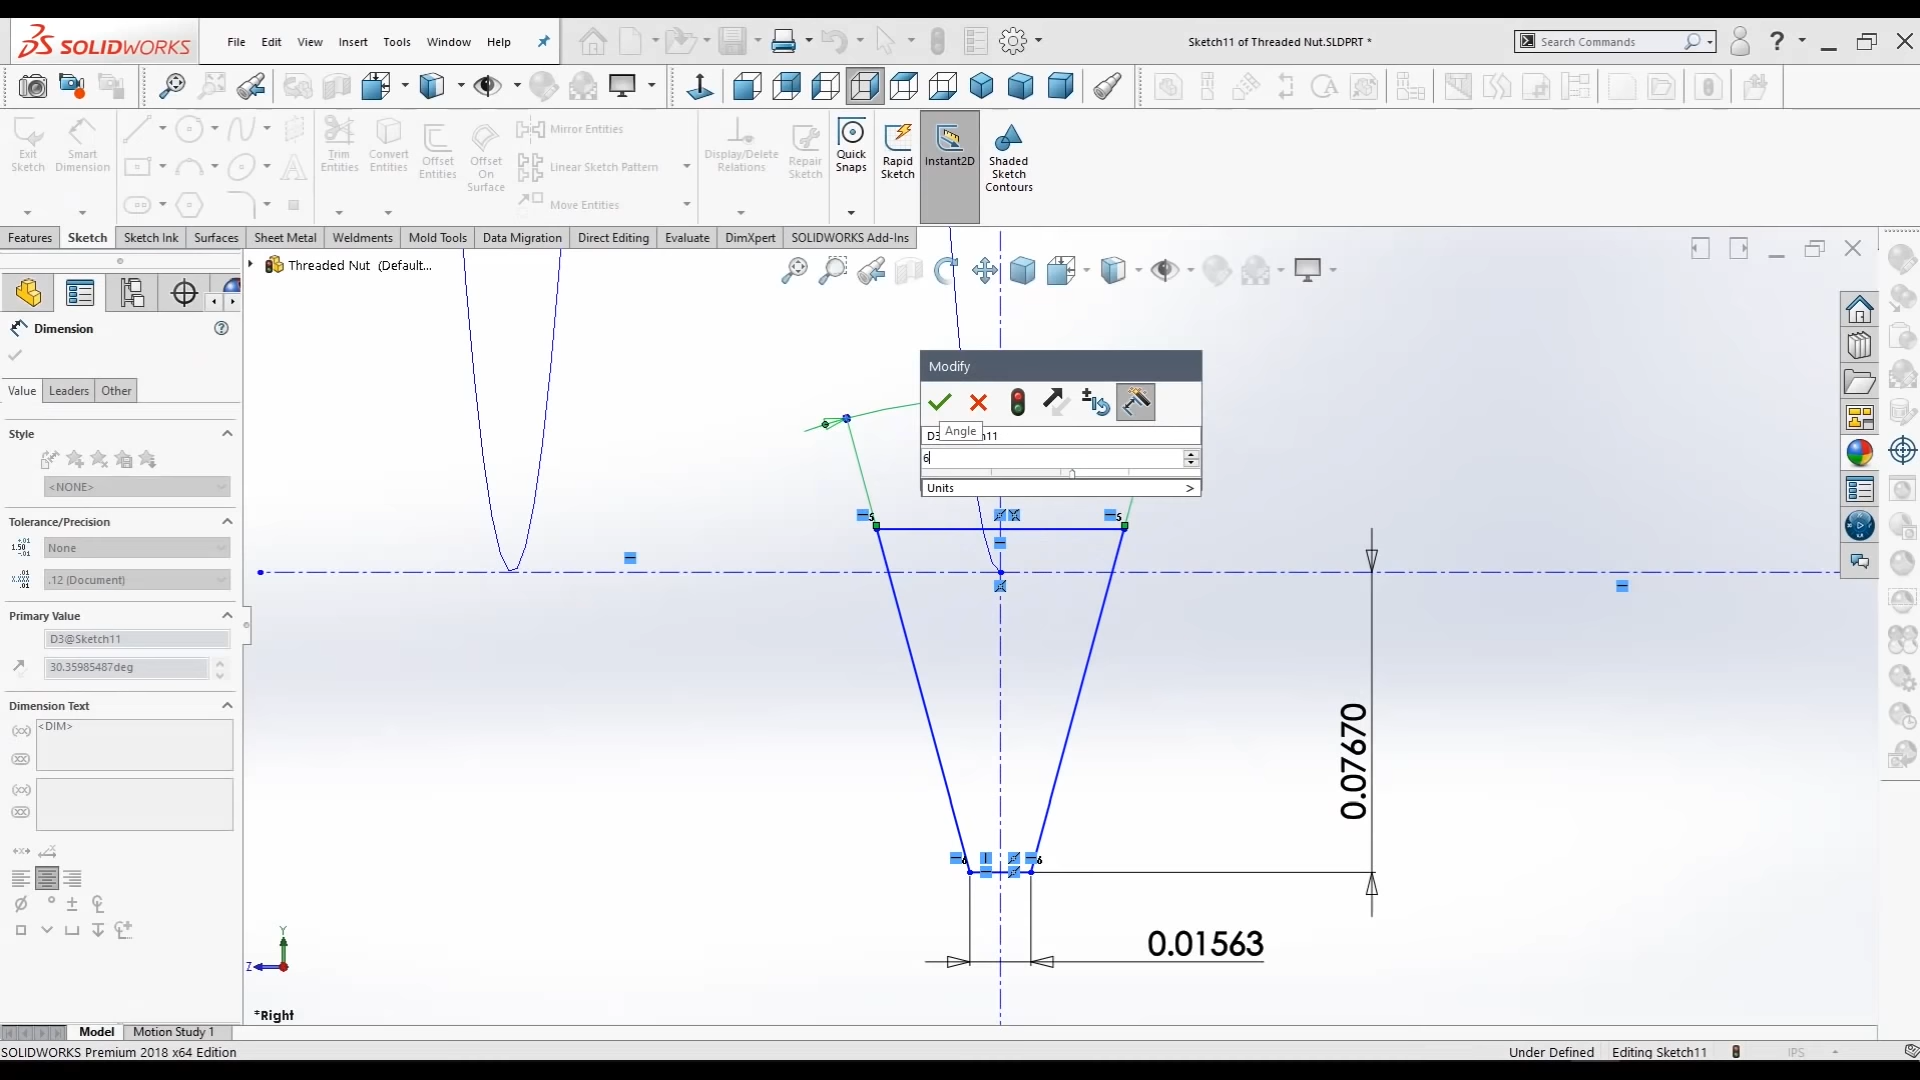 SOLIDWORKS File Edit View Insert Tools Window Help Sketch11 of Threaded Nut.SLDPRT * Search Commands ?
Exit Sketch
Smart Dimension
Trim Entities
Convert Entities
Offset Entities
Offset On Surface
Mirror Entities
Linear Sketch Pattern
Move Entities
Display/Delete Relations
Repair Sketch
Quick Snaps
Rapid Sketch
Instant2D
Shaded Sketch Contours
Features Sketch Sketch Ink Surfaces Sheet Metal Weldments Mold Tools Data Migration Direct Editing Evaluate DimXpert SOLIDWORKS Add-Ins
Threaded Nut (Default...
Dimension ?
Value Leaders Other
Style
<NONE>
Tolerance/Precision
None
.12 (Document)
Primary Value
D3@Sketch11
30.35985487deg
Dimension Text
<DIM>
Modify
Angle
6
Units >
5
5
6
6
0.07670
0.01563
Y
Z
*Right
Model Motion Study 1
SOLIDWORKS Premium 2018 x64 Edition Under Defined Editing Sketch11 IPS